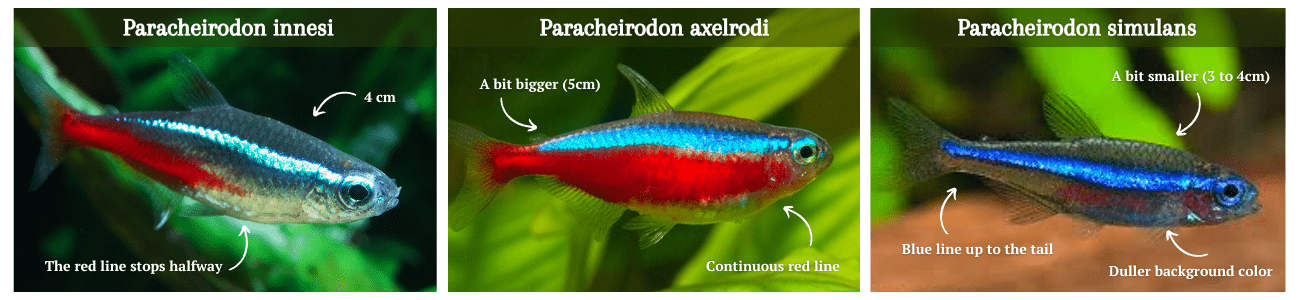 Paracheirodon innesi
4 cm
The red line stops halfway
Paracheirodon axelrodi
A bit bigger (5cm)
Continuous red line
Paracheirodon simulans
A bit smaller (3 to 4cm)
Blue line up to the tail
Duller background color